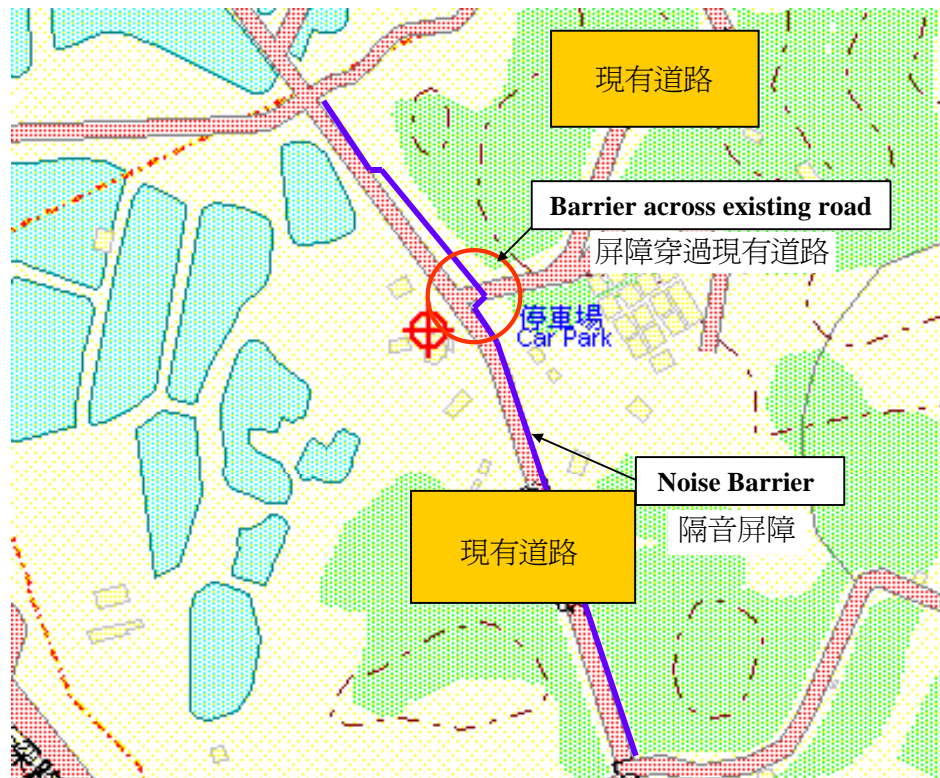 現有道路
Barrier across existing road
屏障穿過現有道路
停車場
Car Park
Noise Barrier
隔音屏障
現有道路